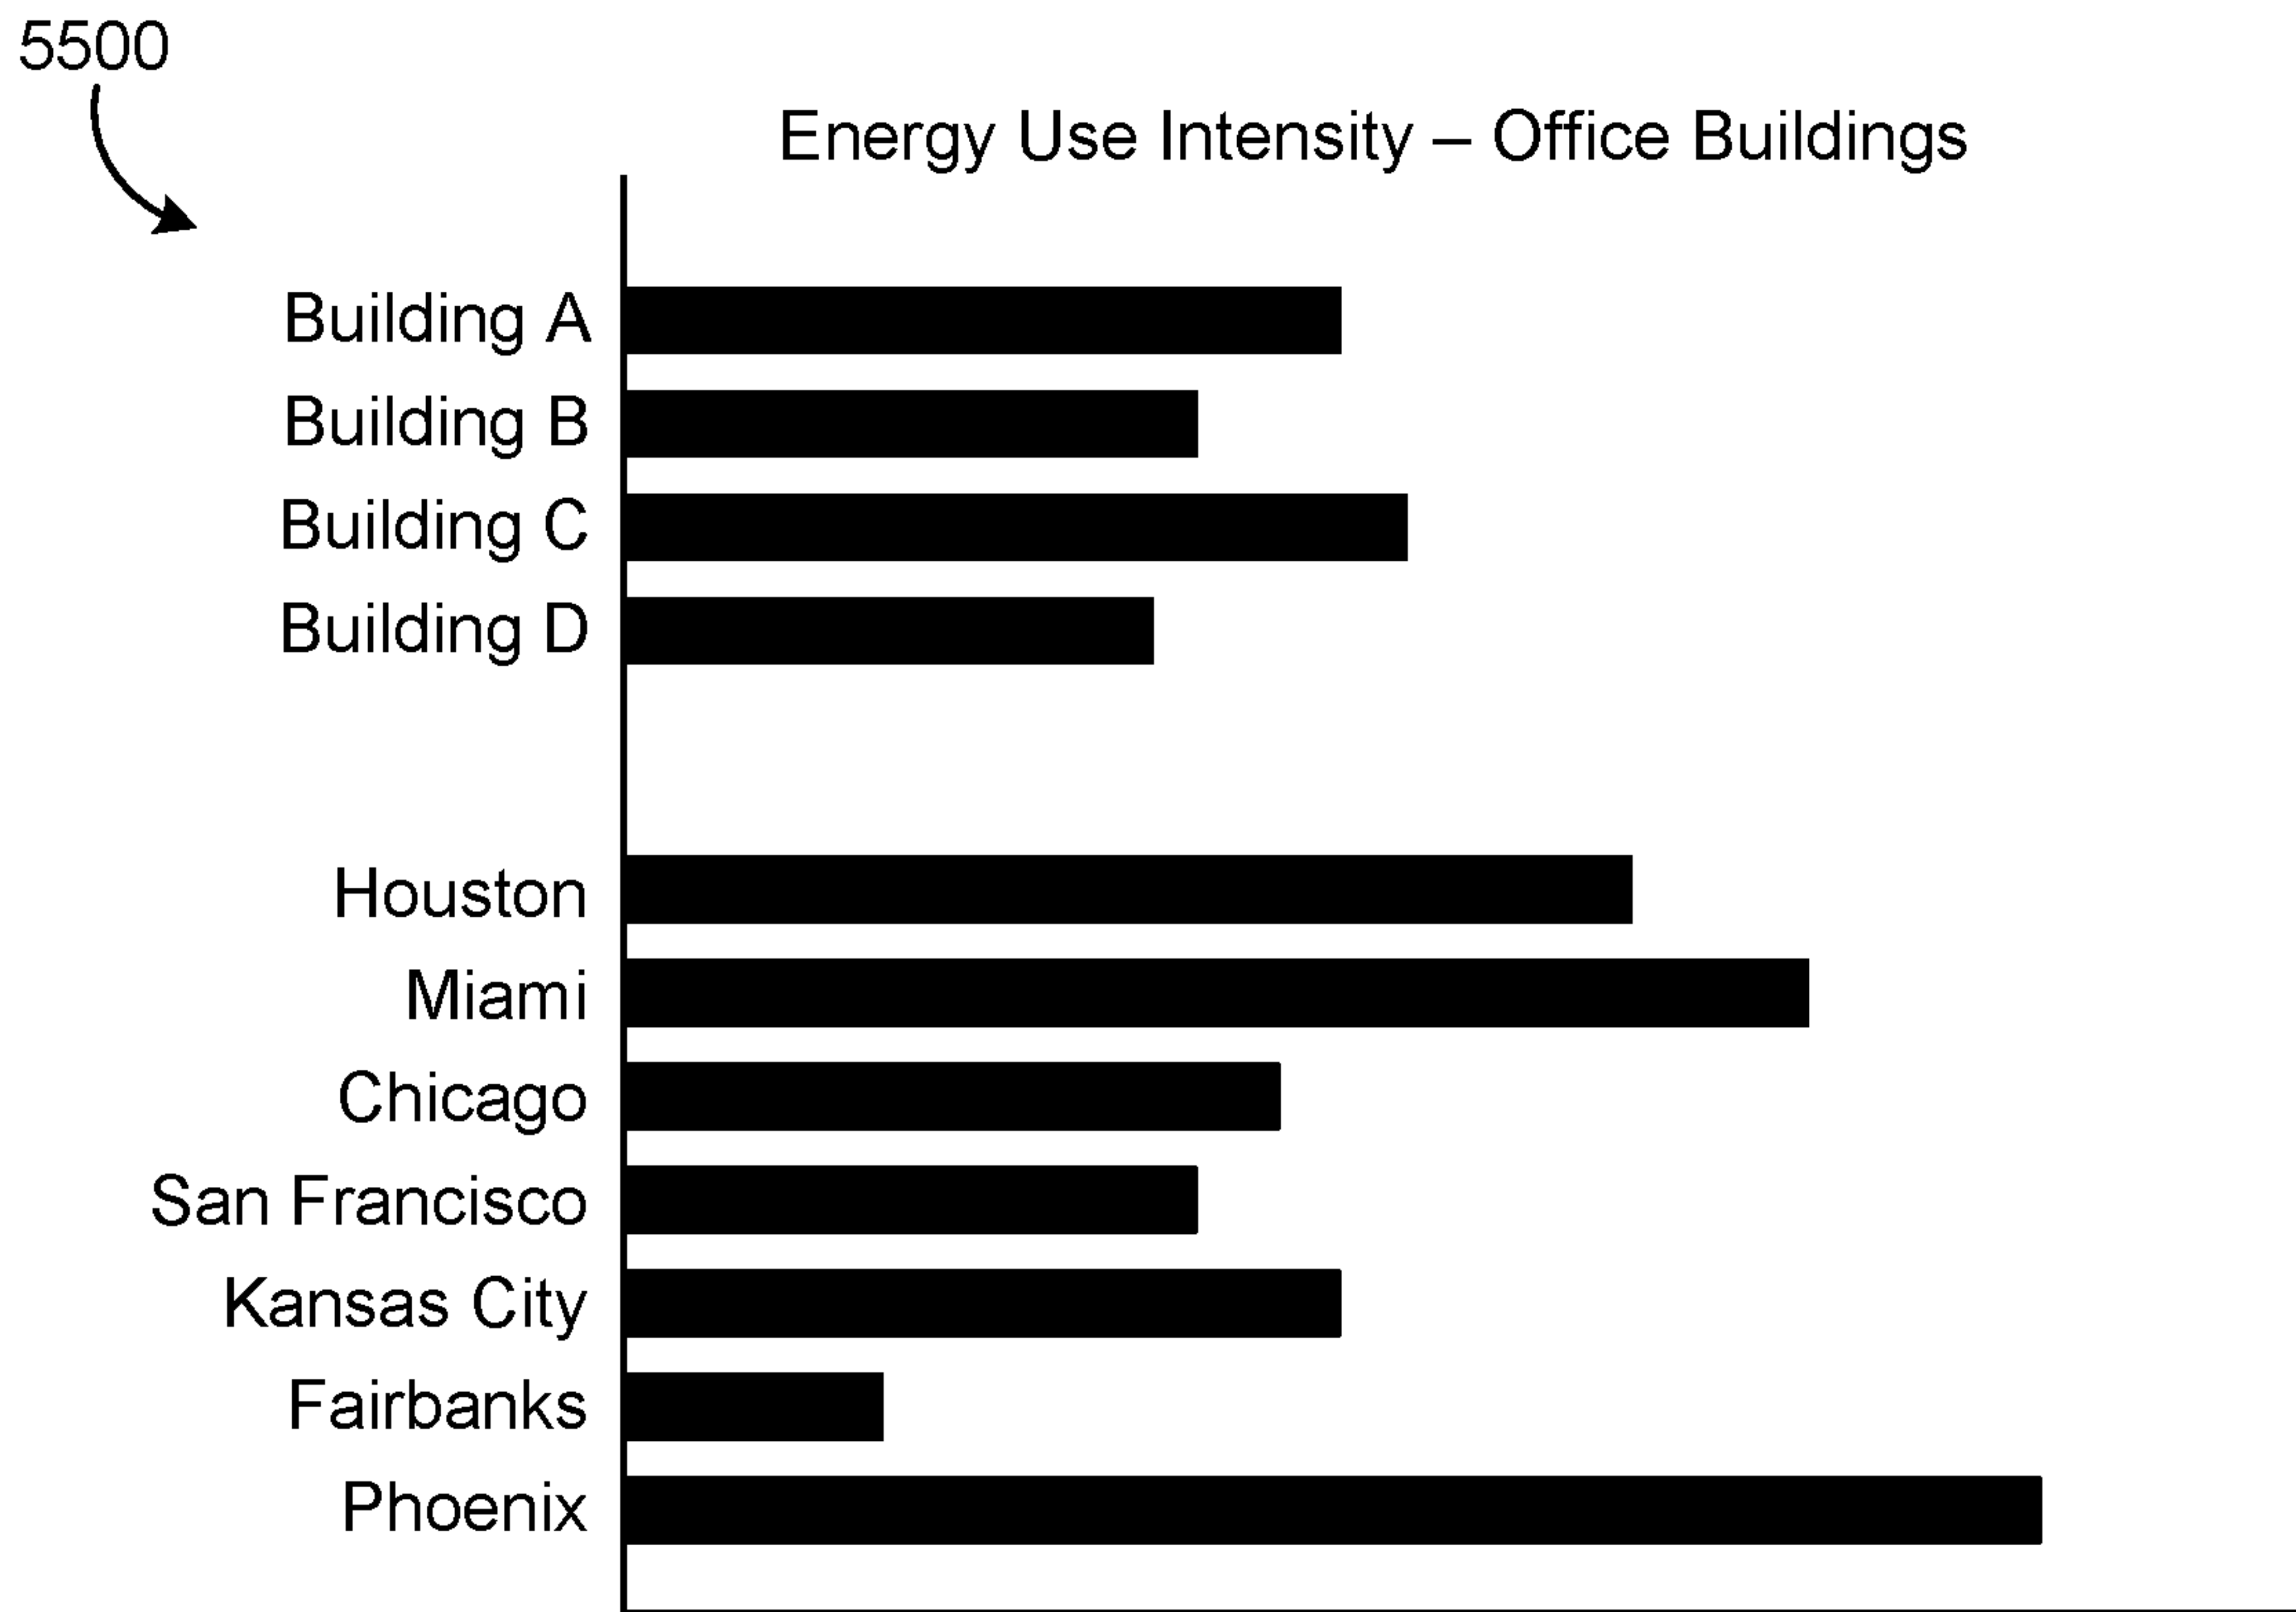 5500
Energy Use Intensity – Office Buildings
Building A
Building B
Building C
Building D
Houston
Miami
Chicago
San Francisco
Kansas City
Fairbanks
Phoenix